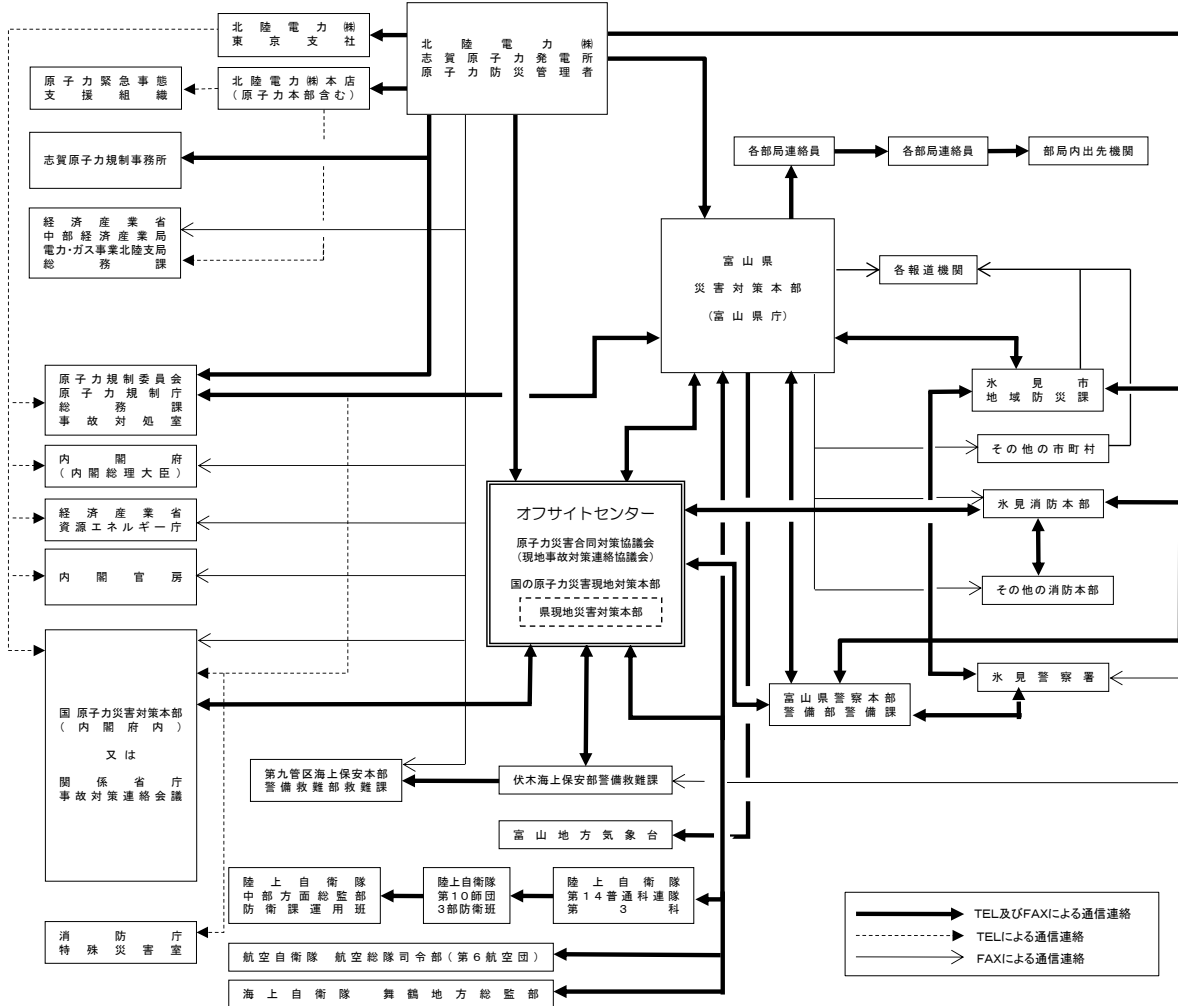 北陸電力㈱
東京支社
北陸電力㈱
志賀原子力発電所
原子力防災管理者
原子力緊急事態
支援組織
北陸電力㈱本店
(原子力本部含む)
志賀原子力規制事務所
各部局連絡員
各部局連絡員
部局内出先機関
経済産業省
中部経済産業局
電力・ガス事業北陸支局
総務課
富山県
災害対策本部
(富山県庁)
各報道機関
原子力規制委員会
原子力規制庁
総務課
事故対処室
氷見市
地域防災課
内閣府
(内閣総理大臣)
その他の市町村
経済産業省
資源エネルギー庁
オフサイトセンター
原子力災害合同対策協議会
(現地事故対策連絡協議会)
国の原子力災害現地対策本部
県現地災害対策本部
氷見消防本部
内閣官房
その他の消防本部
国 原子力災害対策本部
(内閣府内)
又は
関係省庁
事故対策連絡会議
氷見警察署
富山県警察本部
警備部警備課
第九管区海上保安本部
警備救難部救難課
伏木海上保安部警備救難課
富山地方気象台
陸上自衛隊
中部方面総監部
防衛課運用班
陸上自衛隊
第10師団
3部防衛班
陸上自衛隊
第14普通科連隊
第3科
消防庁
特殊災害室
航空自衛隊 航空総隊司令部(第6航空団)
海上自衛隊 舞鶴地方総監部
TEL及びFAXによる通信連絡
TELによる通信連絡
FAXによる通信連絡